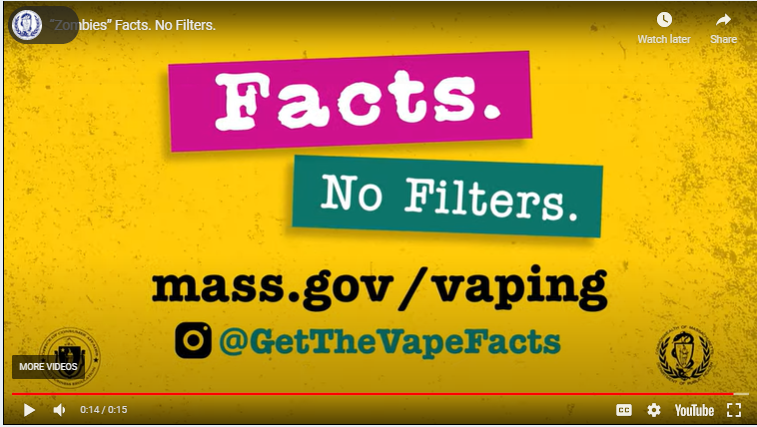 “Zombies” Facts. No Filters.
Watch later
Share
Facts.
No Filters.
mass.gov/vaping
@GetTheVapeFacts
MORE VIDEOS
0:14 / 0:15
CC
YouTube